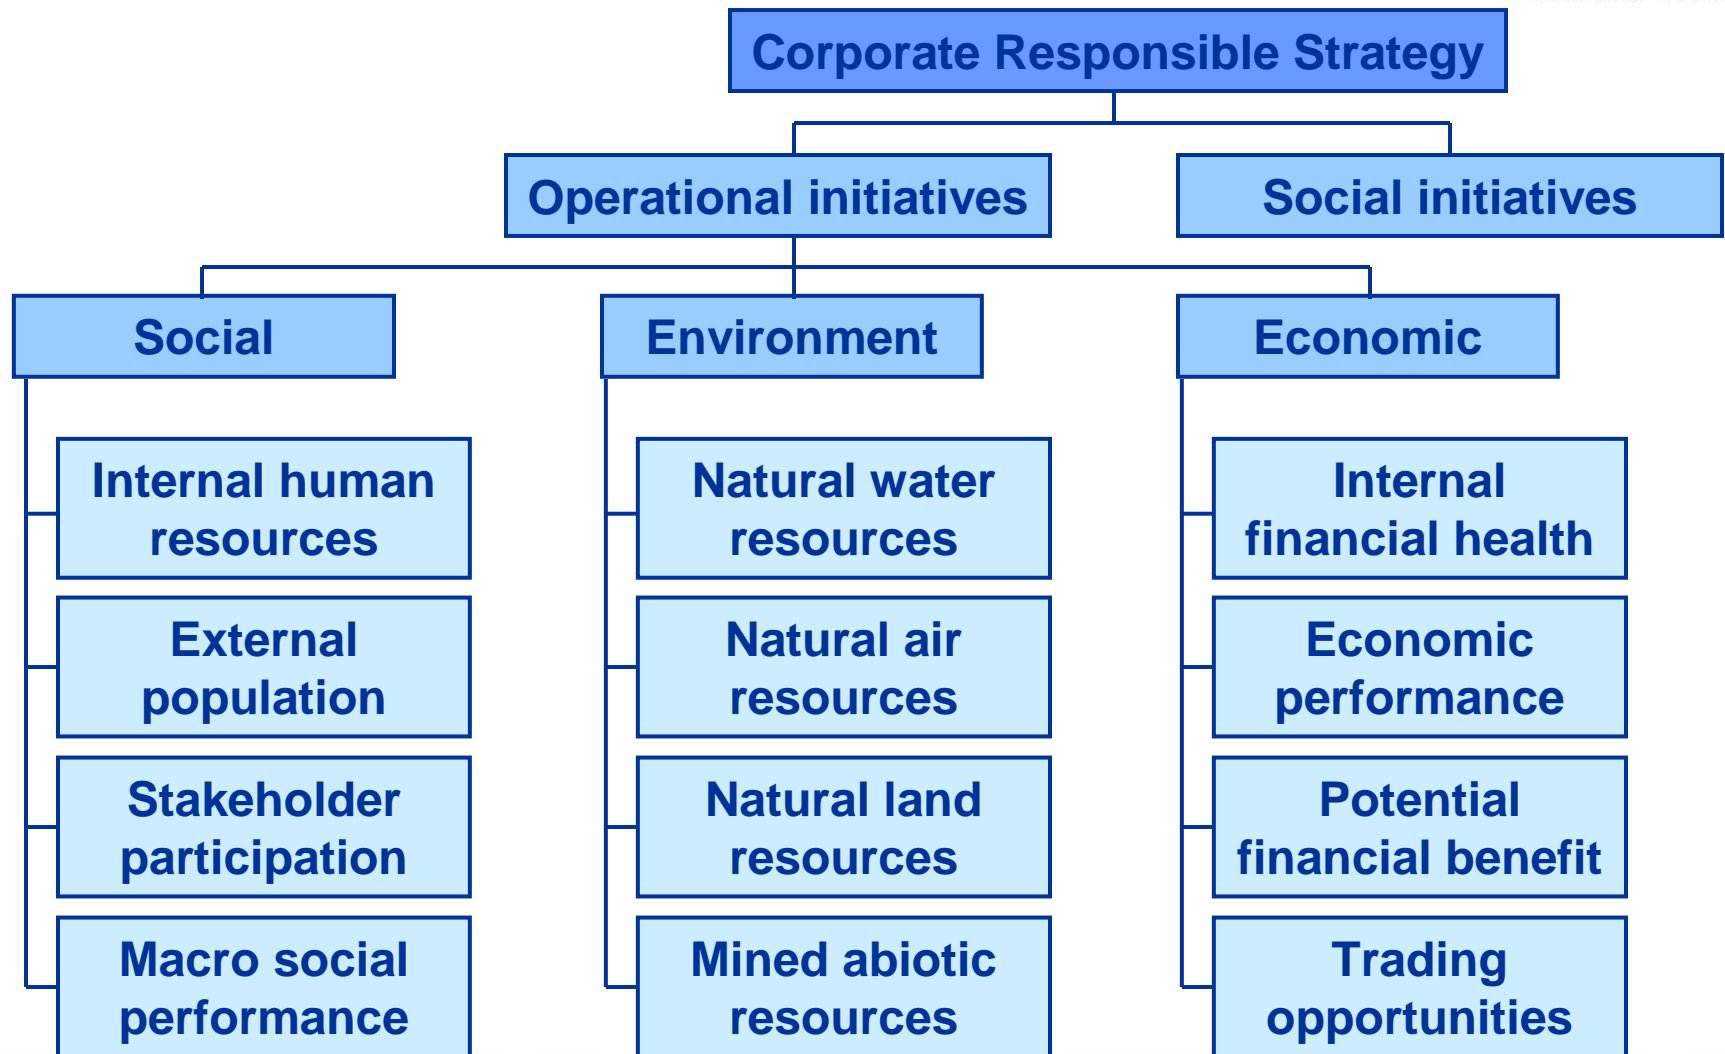 Corporate Responsible Strategy
Operational initiatives
Social initiatives
Social
Environment
Economic
Internal human
resources
External
population
Stakeholder
participation
Macro social
performance
Natural water
resources
Natural air
resources
Natural land
resources
Mined abiotic
resources
Internal
financial health
Economic
performance
Potential
financial benefit
Trading
opportunities